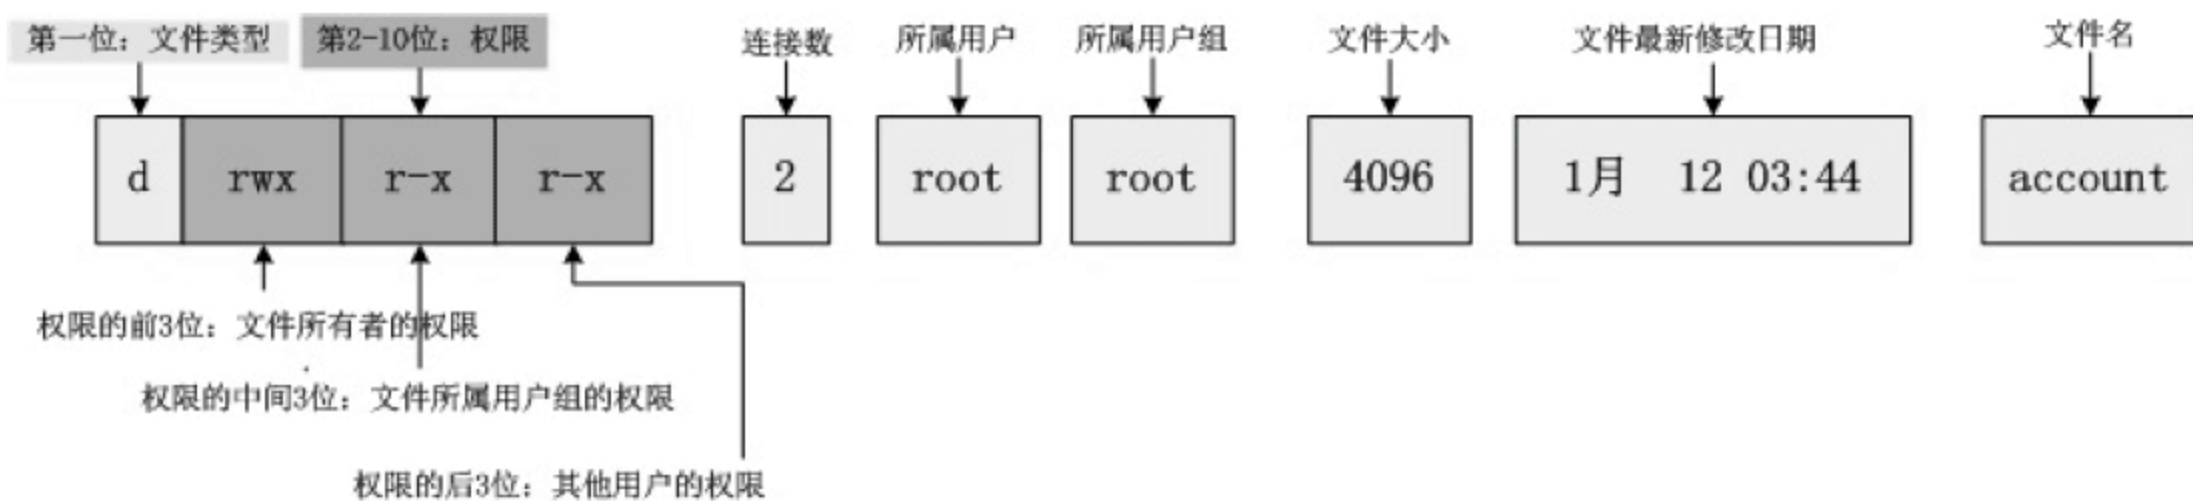 第一位：文件类型 第2-10位：权限 连接数 所属用户 所属用户组 文件大小 文件最新修改日期 文件名
d rwx r-x r-x 2 root root 4096 1月 12 03:44 account
权限的前3位：文件所有者的权限
权限的中间3位：文件所属用户组的权限
权限的后3位：其他用户的权限